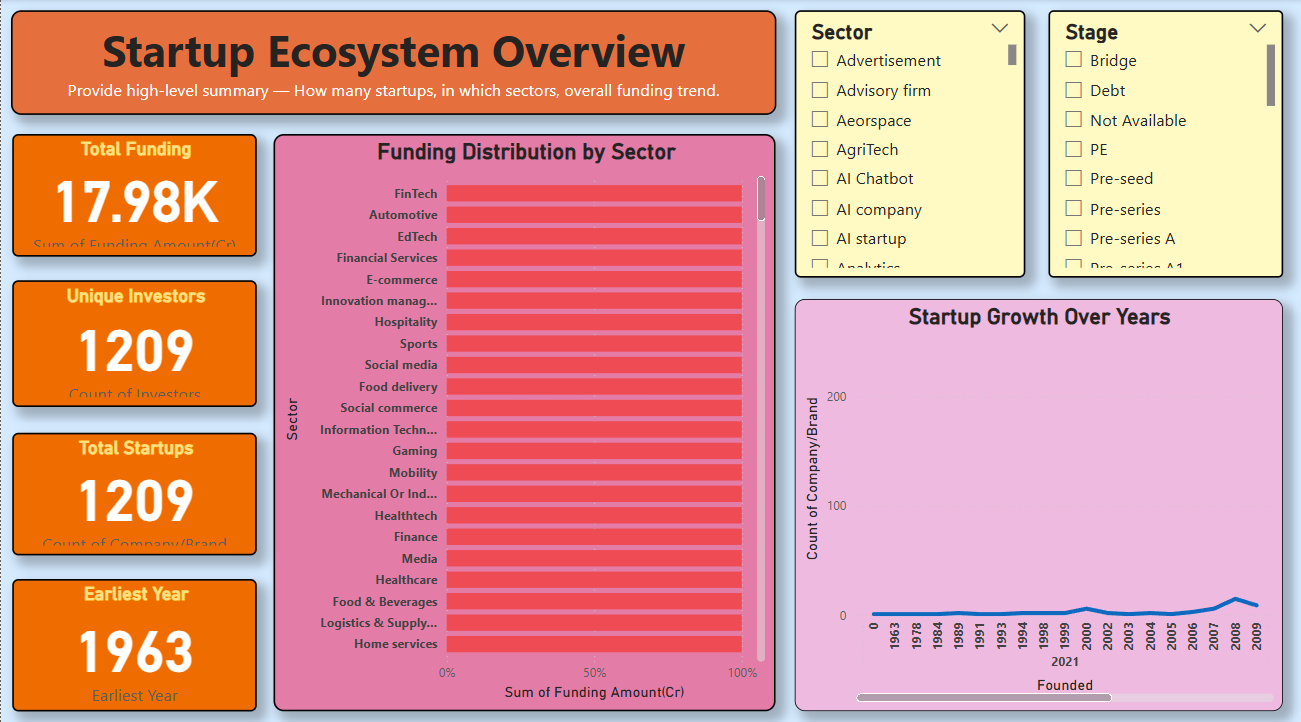 Startup Ecosystem Overview
Provide high-level summary — How many startups, in which sectors, overall funding trend.
Total Funding
17.98K
Sum of Funding Amount(Cr)
Unique Investors
1209
Count of Investors
Total Startups
1209
Count of Company/Brand
Earliest Year
1963
Earliest Year
Funding Distribution by Sector
Sector
FinTech
Automotive
EdTech
Financial Services
E-commerce
Innovation manag...
Hospitality
Sports
Social media
Food delivery
Social commerce
Information Techn...
Gaming
Mobility
Mechanical Or Ind...
Healthtech
Finance
Media
Healthcare
Food & Beverages
Logistics & Supply...
Home services
0% 50% 100%
Sum of Funding Amount(Cr)
Sector
Advertisement
Advisory firm
Aeorspace
AgriTech
AI Chatbot
AI company
AI startup
Analytics
Stage
Bridge
Debt
Not Available
PE
Pre-seed
Pre-series
Pre-series A
Pre-series A1
Startup Growth Over Years
Count of Company/Brand
200
100
0
0 1963 1978 1984 1989 1991 1993 1994 1998 1999 2000 2002 2003 2004 2005 2006 2007 2008 2009
2021
Founded